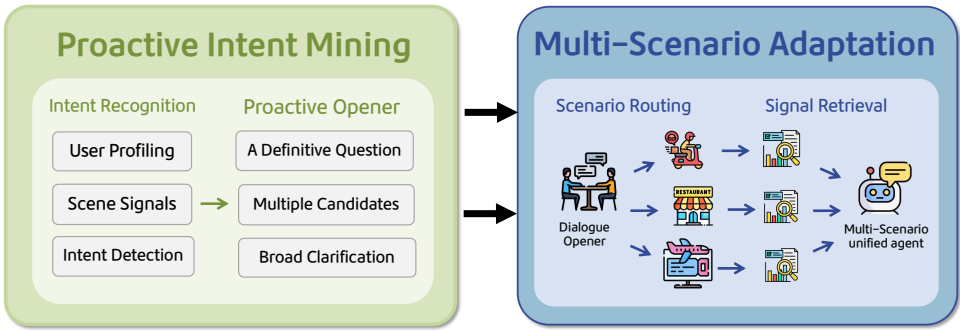 Proactive Intent Mining
Intent Recognition
Proactive Opener
User Profiling
Scene Signals
Intent Detection
A Definitive Question
Multiple Candidates
Broad Clarification
Multi-Scenario Adaptation
Scenario Routing
Signal Retrieval
Dialogue
Opener
RESTAURANT
Multi-Scenario
unified agent